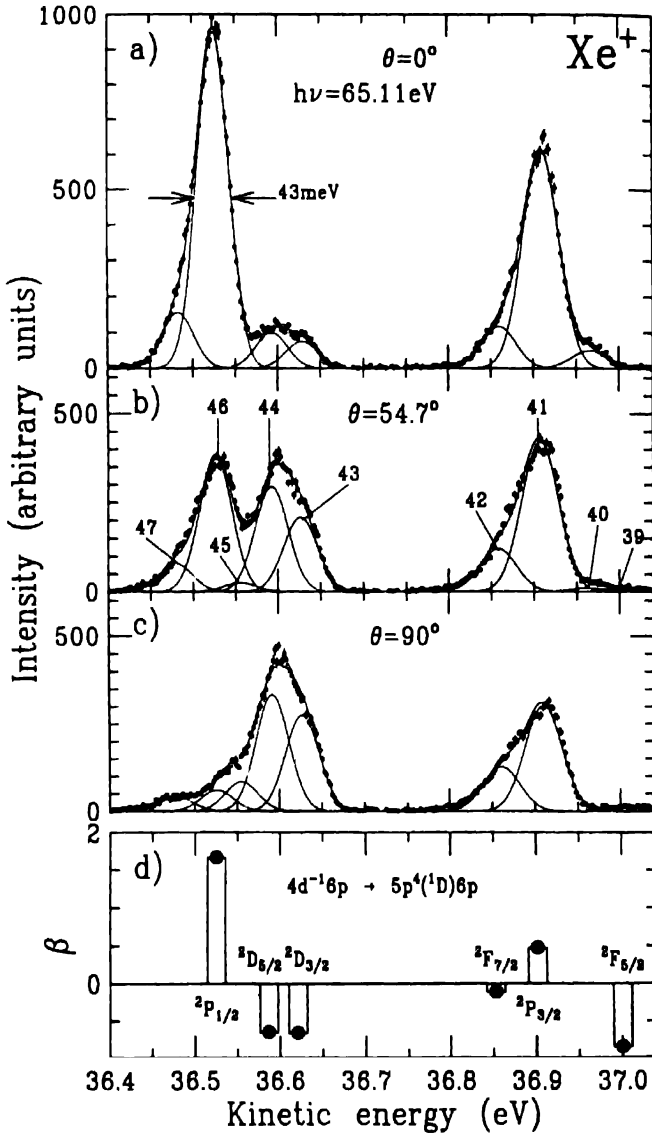 1000
a)
θ=0°
Xe⁺
hν=65.11eV
500
43meV
0
b)
46
44
θ=54.7°
41
500
43
42
47
45
40
39
0
c)
θ=90°
500
0
Intensity (arbitrary units)
2
d)
4d⁻¹6p → 5p⁴(¹D)6p
β
²D₅/₂ ²D₃/₂
²F₇/₂
²F₅/₂
0
²P₁/₂
²P₃/₂
36.4 36.5 36.6 36.7 36.8 36.9 37.0
Kinetic energy (eV)